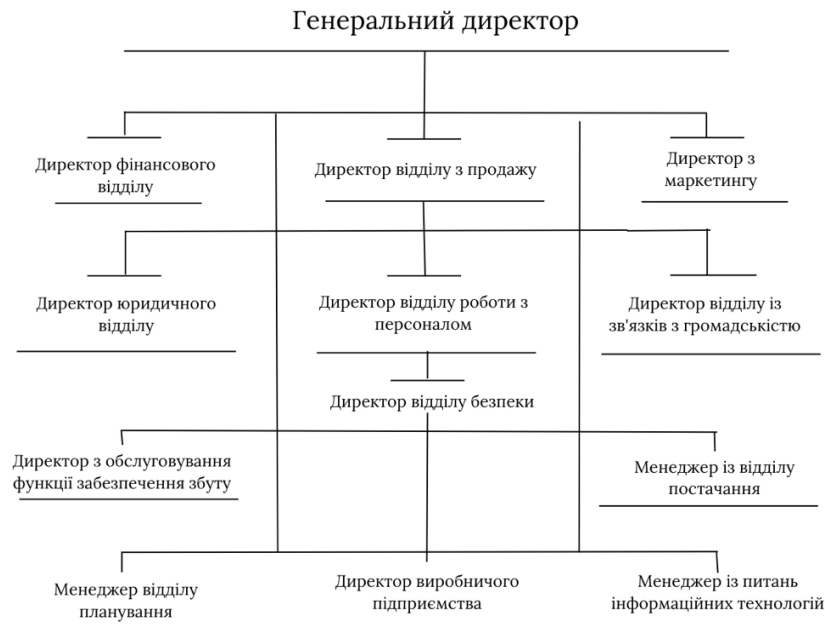 Генеральний директор
Директор фінансового
відділу
Директор відділу з продажу
Директор з
маркетингу
Директор юридичного
відділу
Директор відділу роботи з
персоналом
Директор відділу із
зв'язків з громадськістю
Директор відділу безпеки
Директор з обслуговування
функції забезпечення збуту
Менеджер із відділу
постачання
Менеджер відділу
планування
Директор виробничого
підприємства
Менеджер із питань
інформаційних технологій